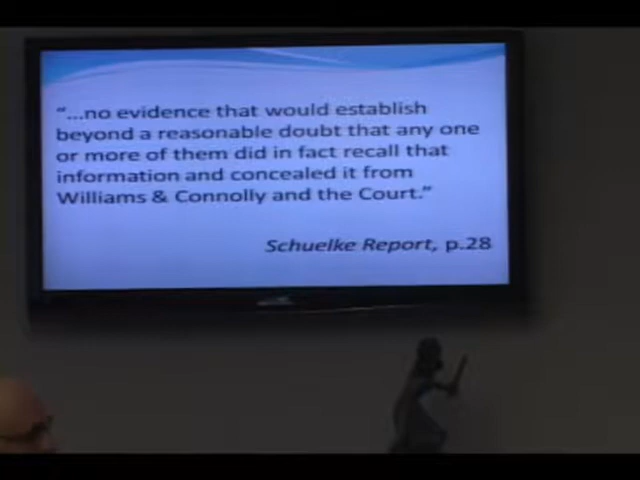 "...no evidence that would establish
beyond a reasonable doubt that any one
or more of them did in fact recall that
information and concealed it from
Williams & Connolly and the Court."
Schuelke Report, p.28